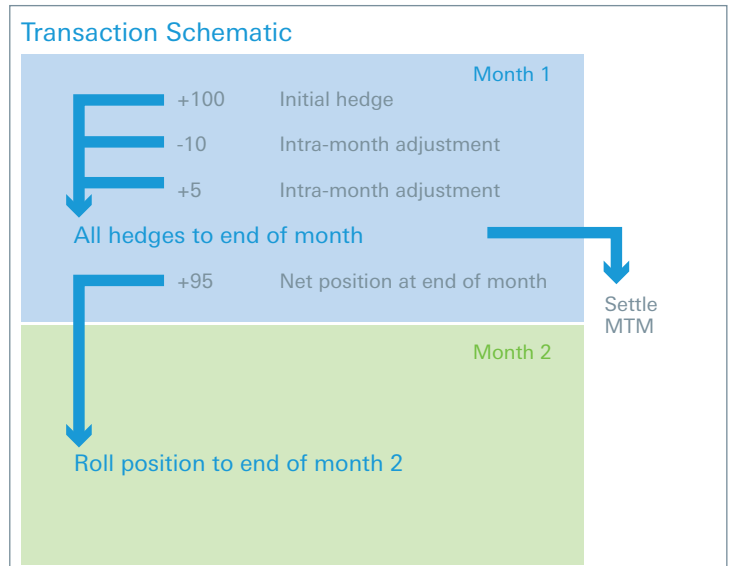 Transaction Schematic
Month 1
+100 Initial hedge
-10 Intra-month adjustment
+5 Intra-month adjustment
All hedges to end of month
+95 Net position at end of month
Settle
MTM
Month 2
Roll position to end of month 2